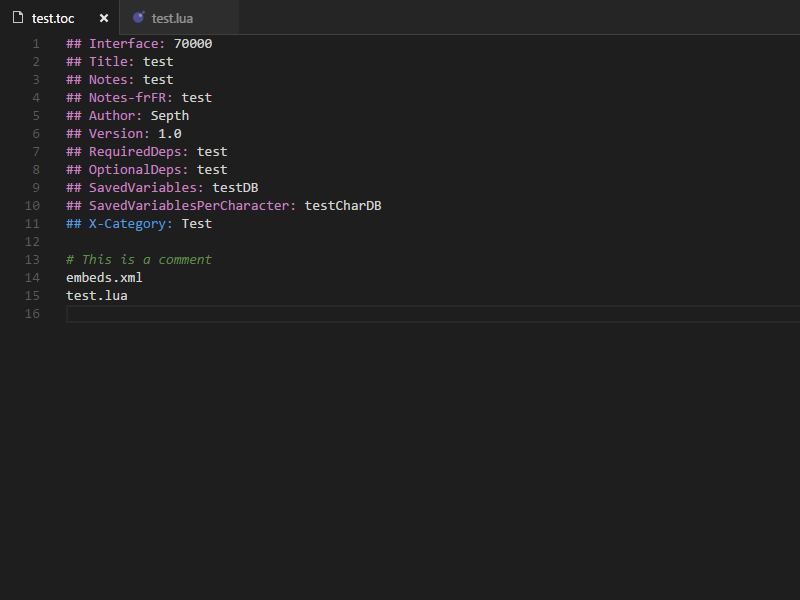 test.toc × test.lua
1 ## Interface: 70000
2 ## Title: test
3 ## Notes: test
4 ## Notes-frFR: test
5 ## Author: Septh
6 ## Version: 1.0
7 ## RequiredDeps: test
8 ## OptionalDeps: test
9 ## SavedVariables: testDB
10 ## SavedVariablesPerCharacter: testCharDB
11 ## X-Category: Test
12
13 # This is a comment
14 embeds.xml
15 test.lua
16